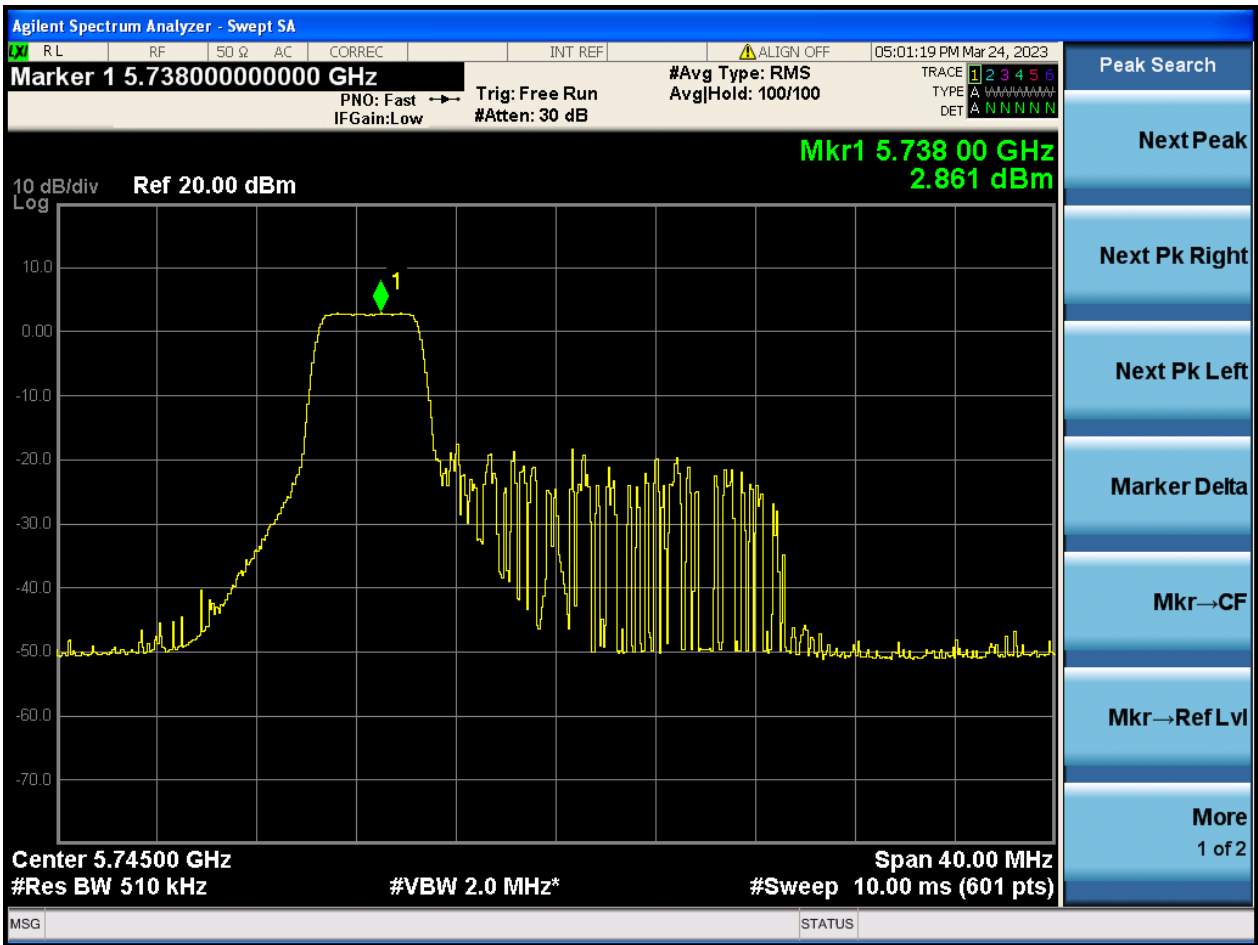 Agilent Spectrum Analyzer - Swept SA
LXI RL RF 50 Ω AC CORREC INT REF ALIGN OFF 05:01:19 PM Mar 24, 2023
Marker 1 5.738000000000 GHz
PNO: Fast
IFGain:Low
Trig: Free Run
#Atten: 30 dB
#Avg Type: RMS
Avg|Hold: 100/100
TRACE 1 2 3 4 5 6
TYPE A WWWWW
DET A N N N N N
Mkr1 5.738 00 GHz
2.861 dBm
10 dB/div Ref 20.00 dBm
Log
10.0
0.00
-10.0
-20.0
-30.0
-40.0
-50.0
-60.0
-70.0
1
Center 5.74500 GHz Span 40.00 MHz
#Res BW 510 kHz #VBW 2.0 MHz* #Sweep 10.00 ms (601 pts)
MSG STATUS
Peak Search
Next Peak
Next Pk Right
Next Pk Left
Marker Delta
Mkr→CF
Mkr→Ref Lvl
More
1 of 2